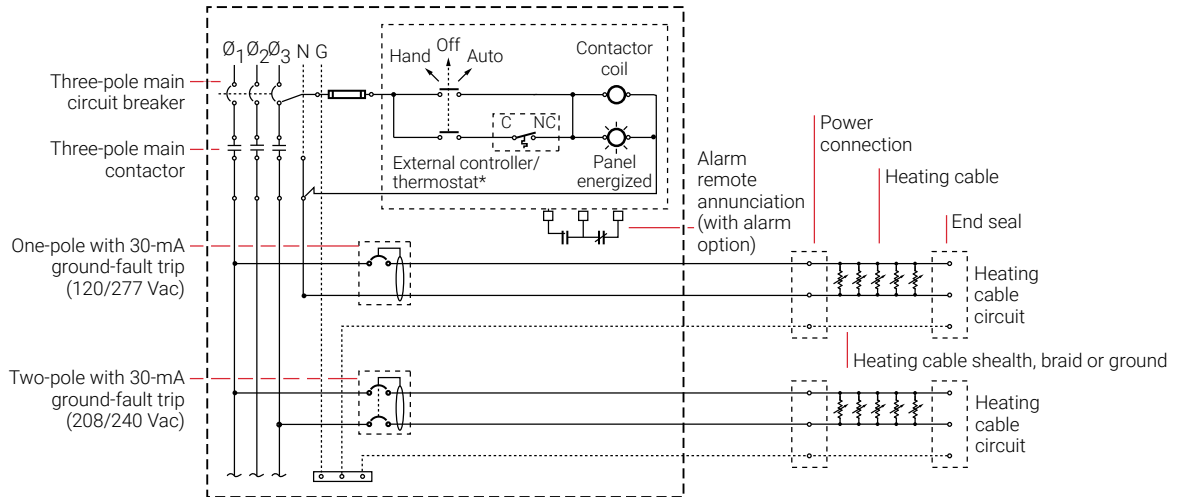 Ø1 Ø2 Ø3 N G
Three-pole main
circuit breaker
Three-pole main
contactor
Hand Off Auto
Contactor
coil
C NC
External controller/
thermostat*
Panel
energized
Alarm
remote
annunciation
(with alarm
option)
Power
connection
Heating cable
End seal
One-pole with 30-mA
ground-fault trip
(120/277 Vac)
Heating
cable
circuit
Heating cable shealth, braid or ground
Two-pole with 30-mA
ground-fault trip
(208/240 Vac)
Heating
cable
circuit